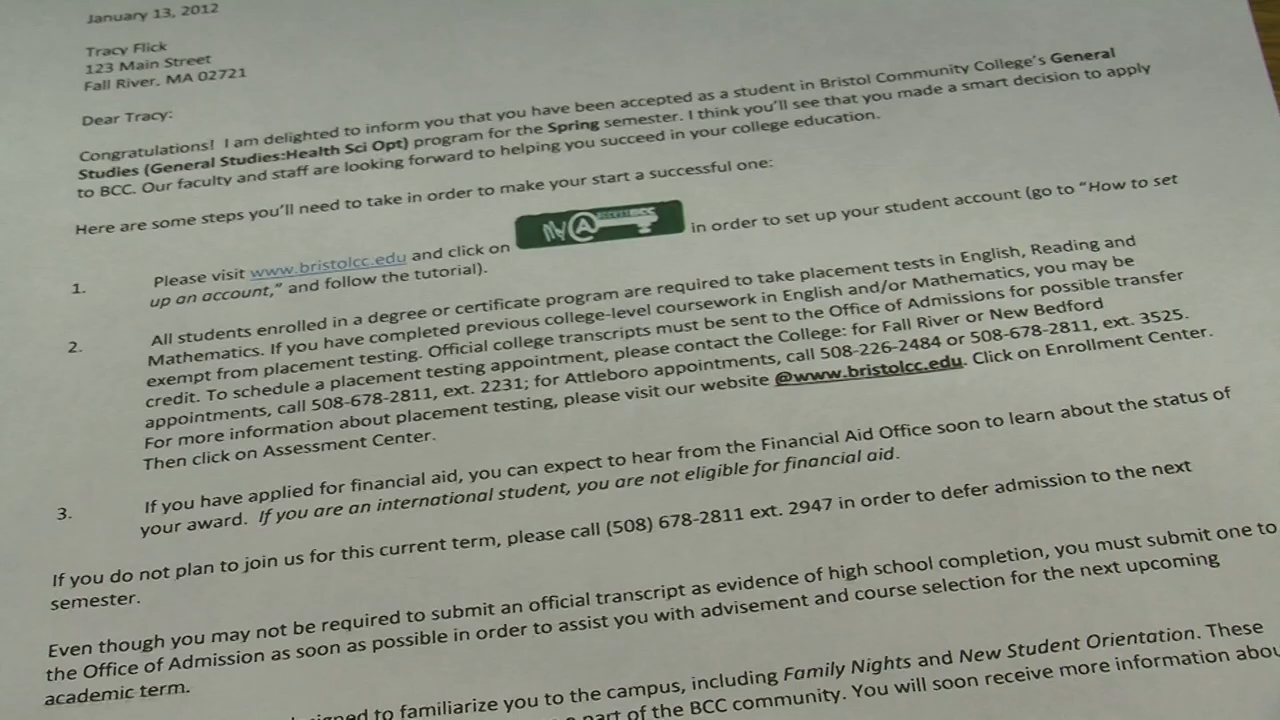 January 13, 2012
Tracy Flick
123 Main Street
Fall River, MA 02721
Dear Tracy:
Congratulations! I am delighted to inform you that you have been accepted as a student in Bristol Community College's General
Studies (General Studies:Health Sci Opt) program for the Spring semester. I think you'll see that you made a smart decision to apply
to BCC. Our faculty and staff are looking forward to helping you succeed in your college education.
Here are some steps you'll need to take in order to make your start a successful one:
1. Please visit www.bristolcc.edu and click on My@ccessBCC in order to set up your student account (go to "How to set
up an account," and follow the tutorial).
2. All students enrolled in a degree or certificate program are required to take placement tests in English, Reading and
Mathematics. If you have completed previous college-level coursework in English and/or Mathematics, you may be
exempt from placement testing. Official college transcripts must be sent to the Office of Admissions for possible transfer
credit. To schedule a placement testing appointment, please contact the College: for Fall River or New Bedford
appointments, call 508-678-2811, ext. 2231; for Attleboro appointments, call 508-226-2484 or 508-678-2811, ext. 3525.
For more information about placement testing, please visit our website @www.bristolcc.edu. Click on Enrollment Center.
Then click on Assessment Center.
3. If you have applied for financial aid, you can expect to hear from the Financial Aid Office soon to learn about the status of
your award. If you are an international student, you are not eligible for financial aid.
If you do not plan to join us for this current term, please call (508) 678-2811 ext. 2947 in order to defer admission to the next
semester.
Even though you may not be required to submit an official transcript as evidence of high school completion, you must submit one to
the Office of Admission as soon as possible in order to assist you with advisement and course selection for the next upcoming
academic term.
to familiarize you to the campus, including Family Nights and New Student Orientation. These
part of the BCC community. You will soon receive more information